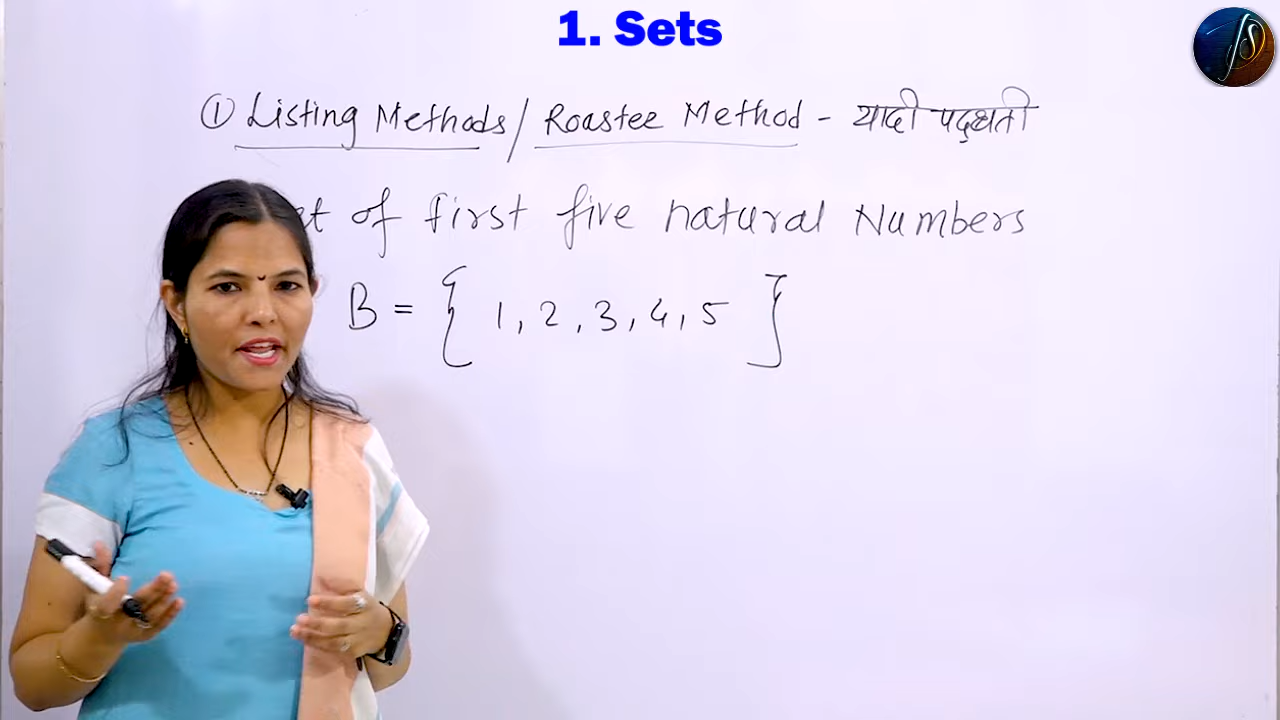 1. Sets
① Listing Methods / Roaster Method - यादी पद्धती
et of first five natural Numbers
B = { 1, 2, 3, 4, 5 }